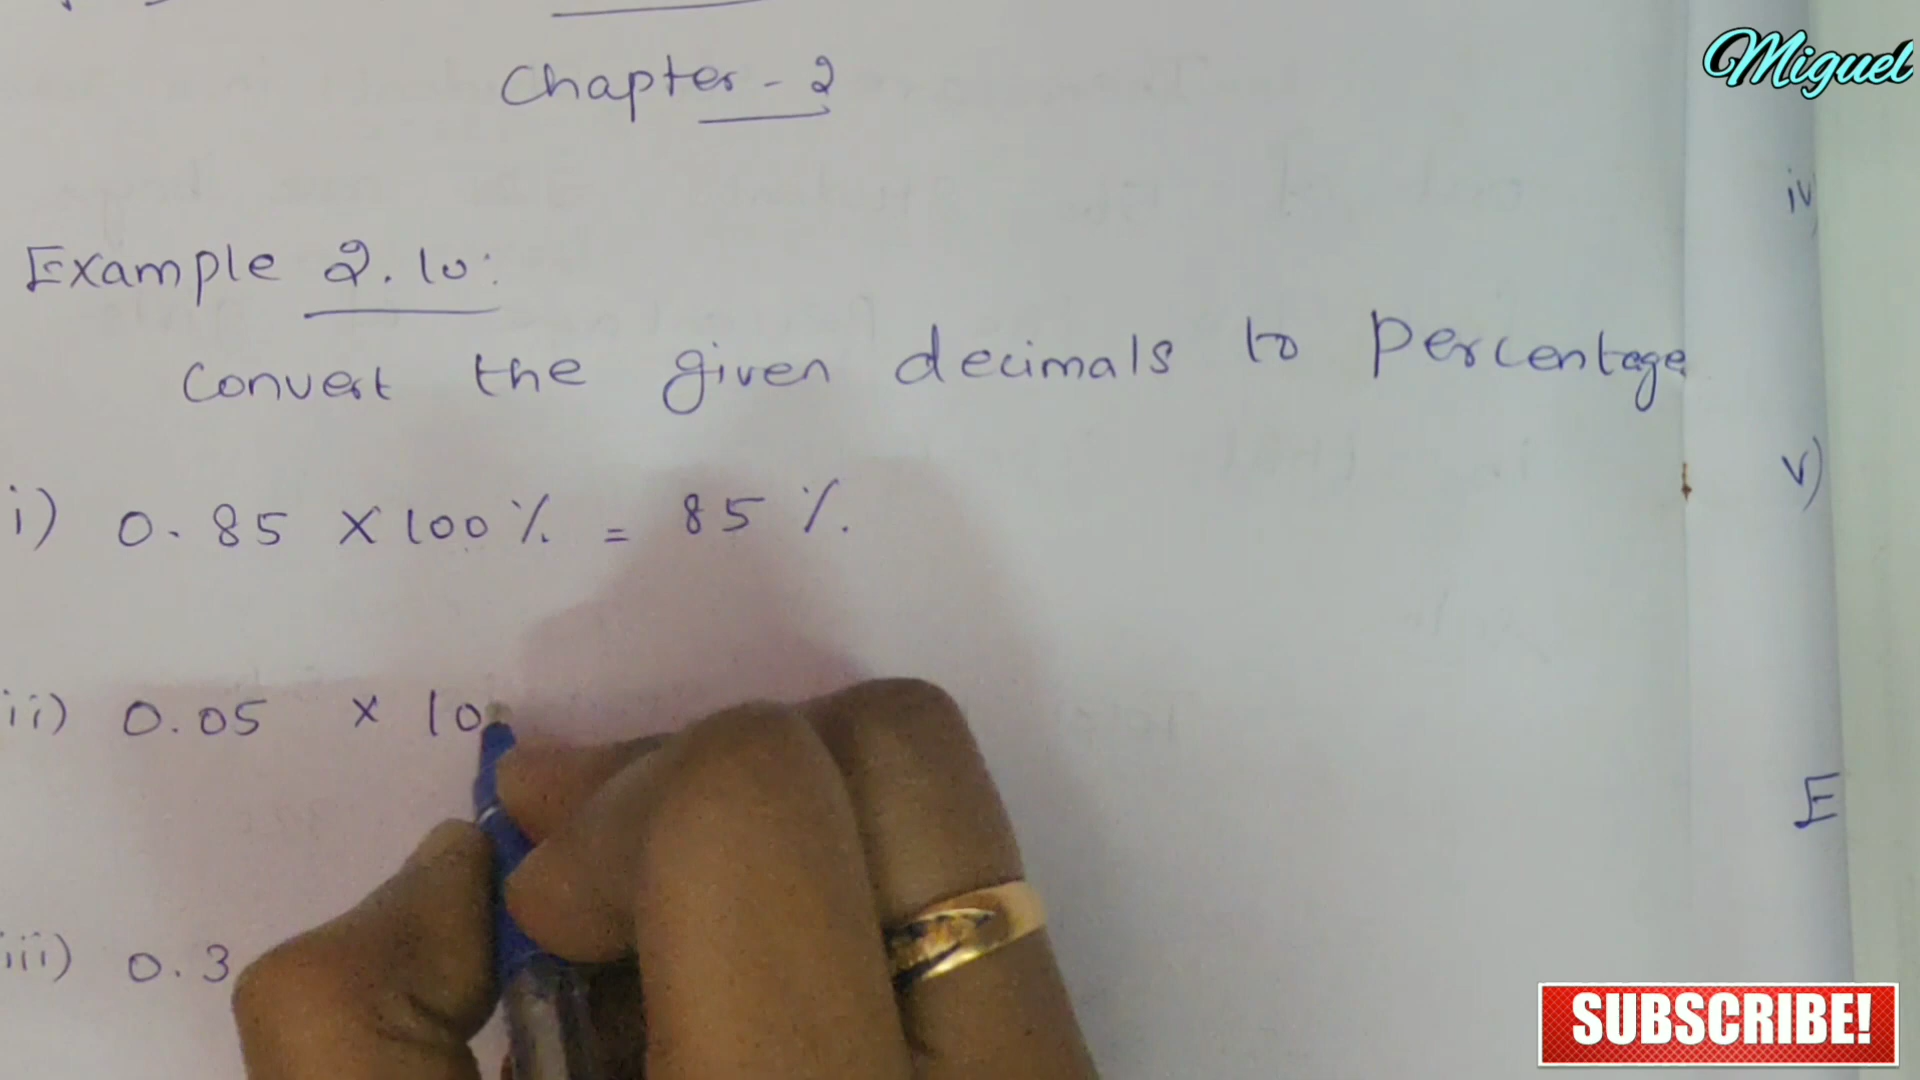 Miguel
Chapter - 2
Example 2.10:
Convert the given decimals to Percentage
i) 0.85 × 100 % = 85 %.
ii) 0.05 × 10
iii) 0.3
iv)
v)
E
SUBSCRIBE!